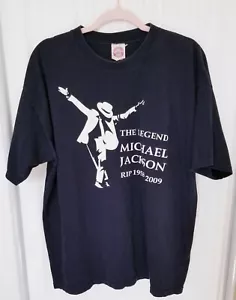 THE LEGEND
MICHAEL
JACKSON
RIP 1958 2009